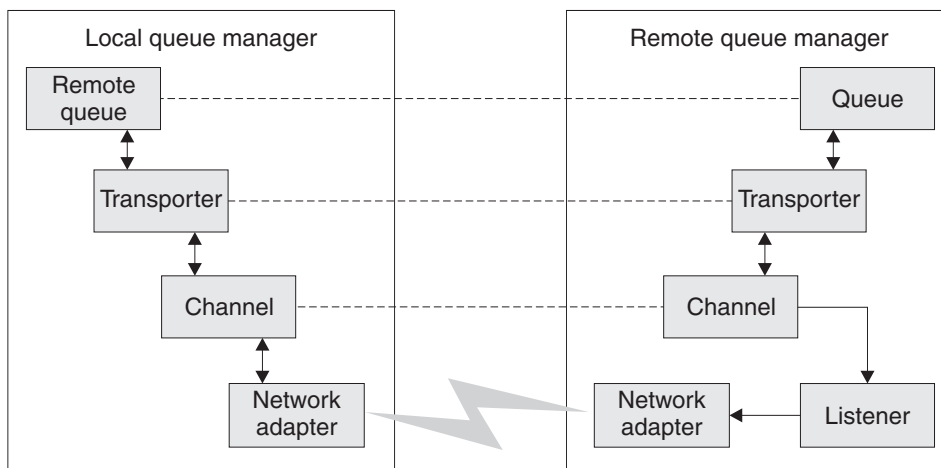 Local queue manager
Remote
queue
Transporter
Channel
Network
adapter
Remote queue manager
Queue
Transporter
Channel
Network
adapter
Listener